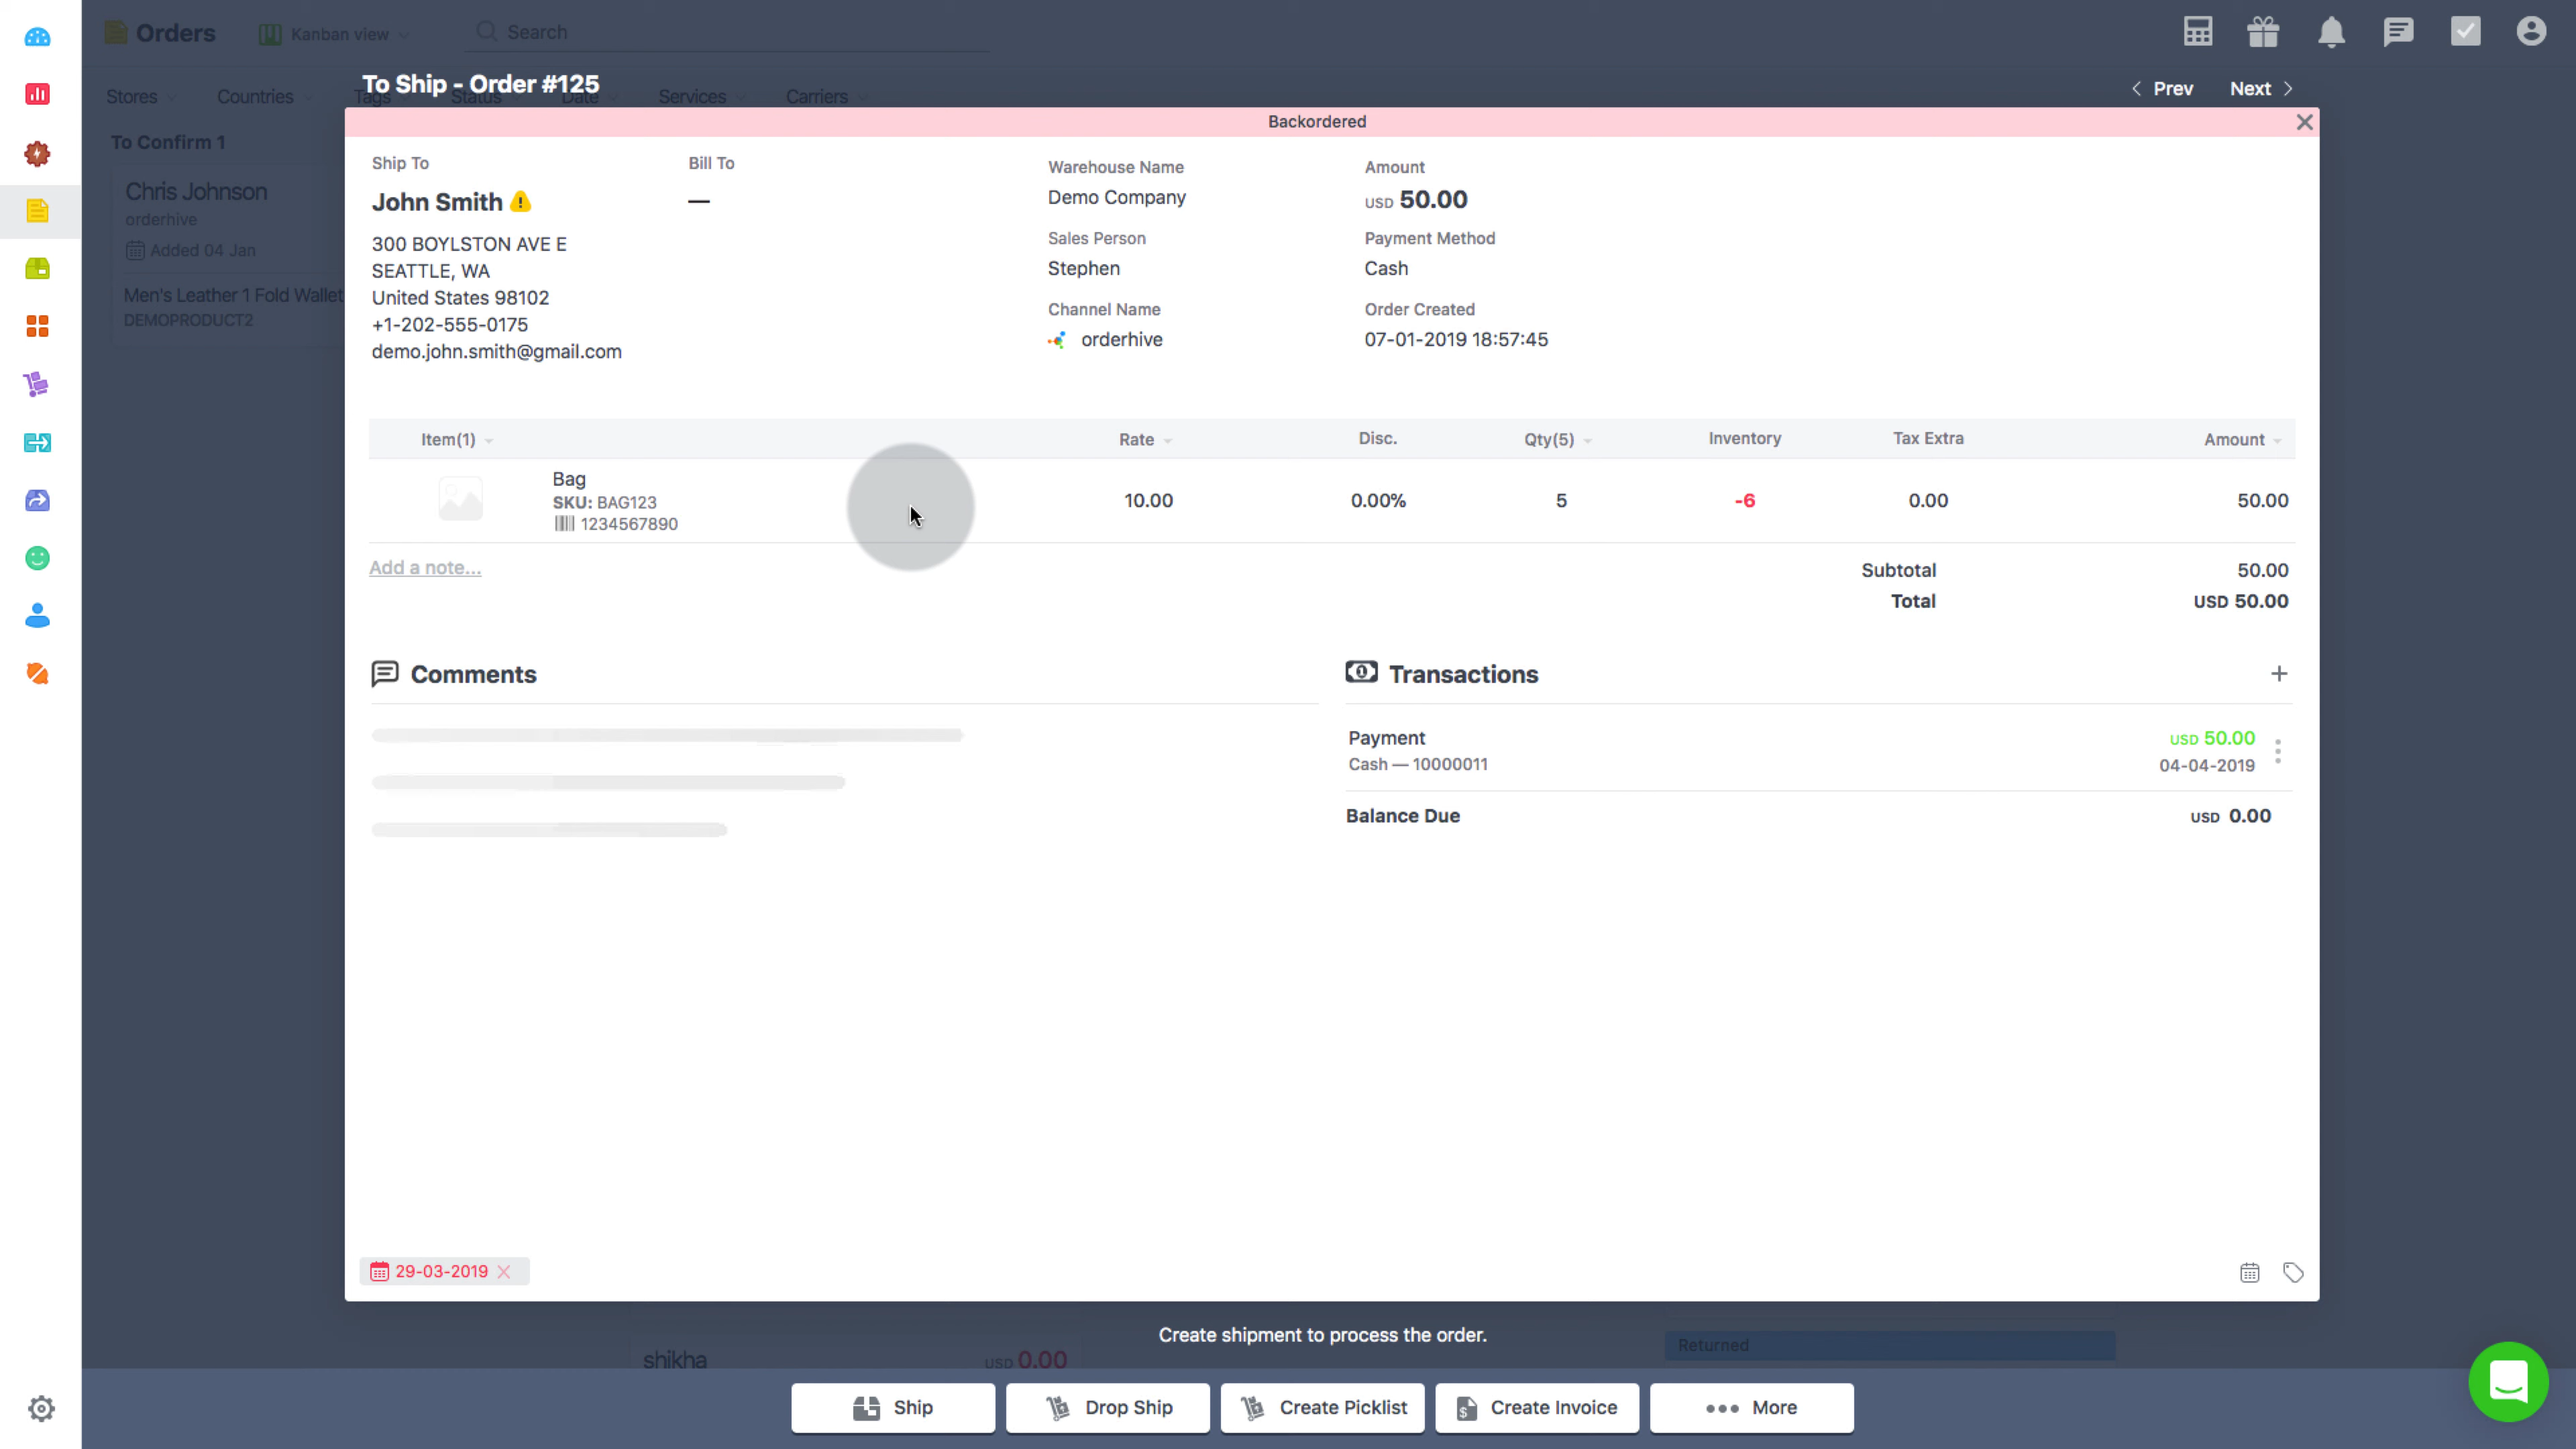 Orders
Kanban view
Search
To Ship - Order #125
Prev
Next
Stores
Countries
Tags
Status
Date
Services
Carriers
Backordered
To Confirm 1
Chris Johnson
orderhive
Added 04 Jan
Men's Leather 1 Fold Wallet
DEMOPRODUCT2
Ship To
John Smith
300 BOYLSTON AVE E
SEATTLE, WA
United States 98102
+1-202-555-0175
demo.john.smith@gmail.com
Bill To
—
Warehouse Name
Demo Company
Sales Person
Stephen
Channel Name
orderhive
Amount
USD 50.00
Payment Method
Cash
Order Created
07-01-2019 18:57:45
Item(1) Rate Disc. Qty(5) Inventory Tax Extra Amount
Bag
SKU: BAG123
1234567890
10.00 0.00% 5 -6 0.00 50.00
Add a note...
Subtotal 50.00
Total USD 50.00
Comments
Transactions
+
Payment USD 50.00
Cash — 10000011 04-04-2019
Balance Due USD 0.00
29-03-2019
Create shipment to process the order.
shikha USD 0.00
Returned
Ship
Drop Ship
Create Picklist
Create Invoice
More